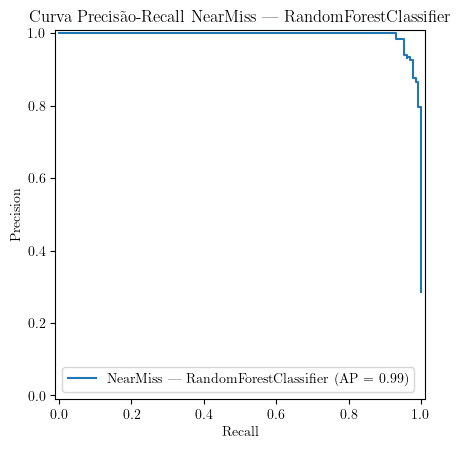 Curva Precisão-Recall NearMiss — RandomForestClassifier
1.0
0.8
0.6
0.4
0.2
0.0
Precision
NearMiss — RandomForestClassifier (AP = 0.99)
0.0 0.2 0.4 0.6 0.8 1.0
Recall